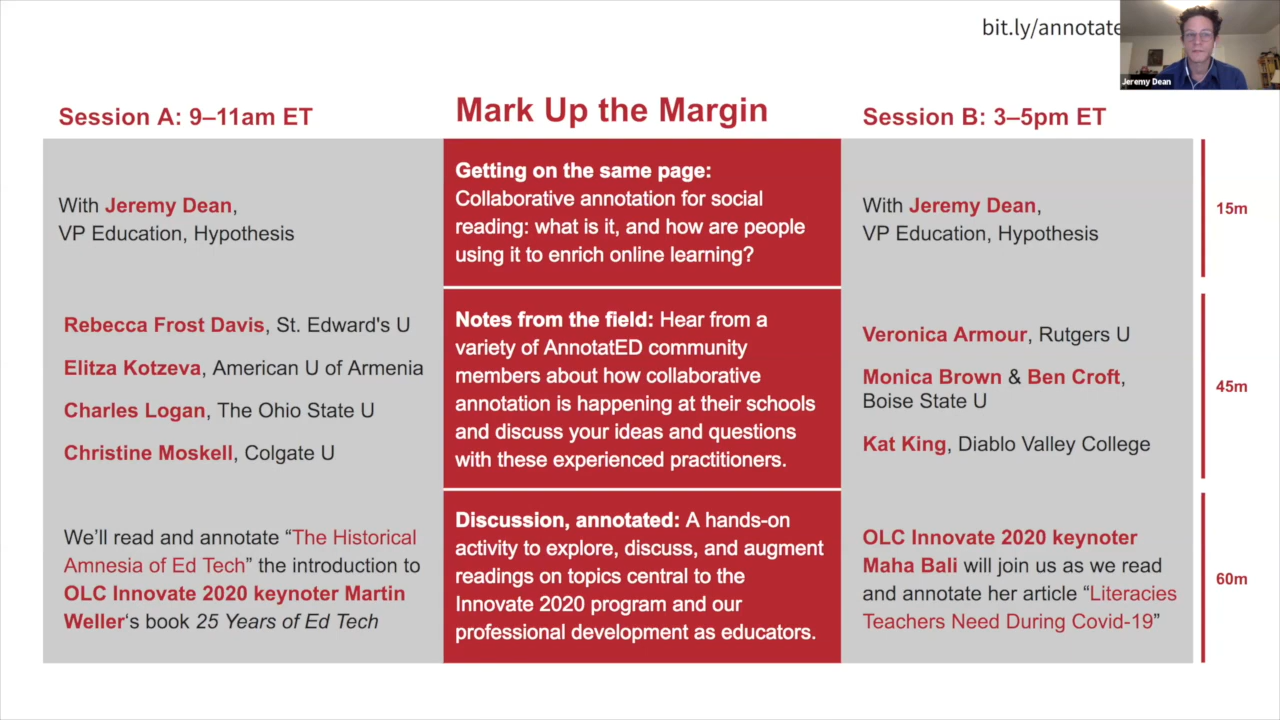 bit.ly/annotate
Jeremy Dean
Session A: 9–11am ET
Mark Up the Margin
Session B: 3–5pm ET
With Jeremy Dean,
VP Education, Hypothesis
Getting on the same page:
Collaborative annotation for social
reading: what is it, and how are people
using it to enrich online learning?
With Jeremy Dean,
VP Education, Hypothesis
15m
Rebecca Frost Davis, St. Edward's U
Elitza Kotzeva, American U of Armenia
Charles Logan, The Ohio State U
Christine Moskell, Colgate U
Notes from the field: Hear from a
variety of AnnotatED community
members about how collaborative
annotation is happening at their schools
and discuss your ideas and questions
with these experienced practitioners.
Veronica Armour, Rutgers U
Monica Brown & Ben Croft,
Boise State U
Kat King, Diablo Valley College
45m
We'll read and annotate “The Historical
Amnesia of Ed Tech” the introduction to
OLC Innovate 2020 keynoter Martin
Weller‘s book 25 Years of Ed Tech
Discussion, annotated: A hands-on
activity to explore, discuss, and augment
readings on topics central to the
Innovate 2020 program and our
professional development as educators.
OLC Innovate 2020 keynoter
Maha Bali will join us as we read
and annotate her article “Literacies
Teachers Need During Covid-19”
60m